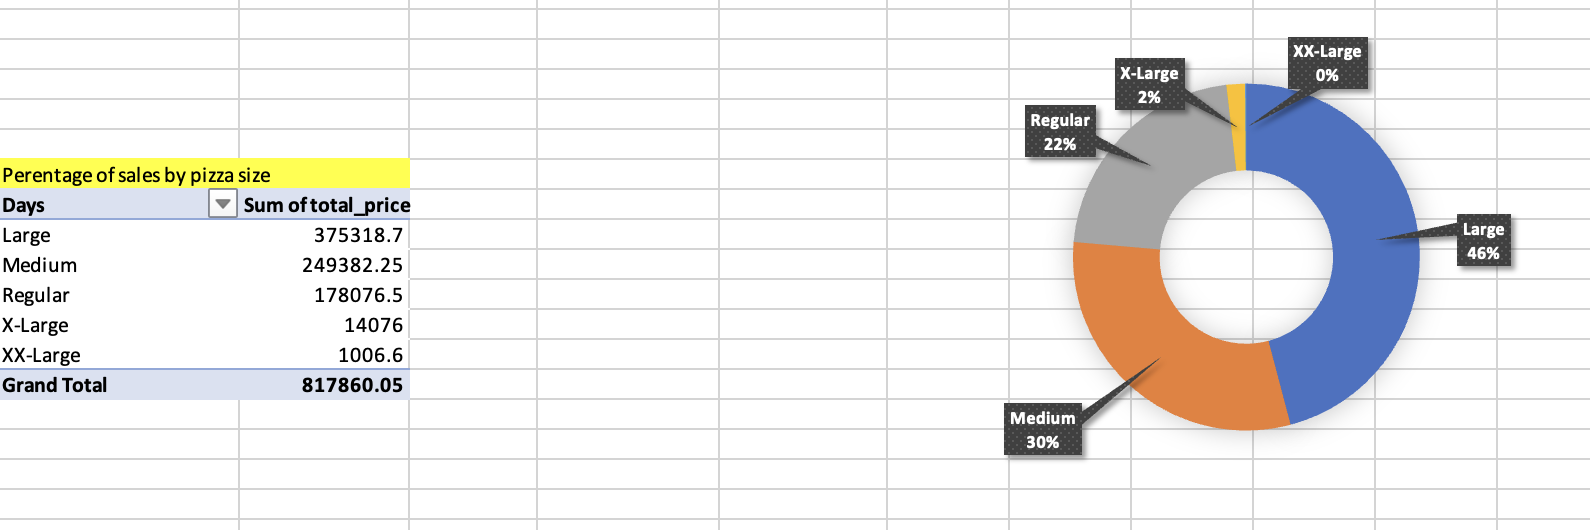 Perentage of sales by pizza size
Days Sum of total_price
Large 375318.7
Medium 249382.25
Regular 178076.5
X-Large 14076
XX-Large 1006.6
Grand Total 817860.05
XX-Large
0%
X-Large
2%
Regular
22%
Large
46%
Medium
30%